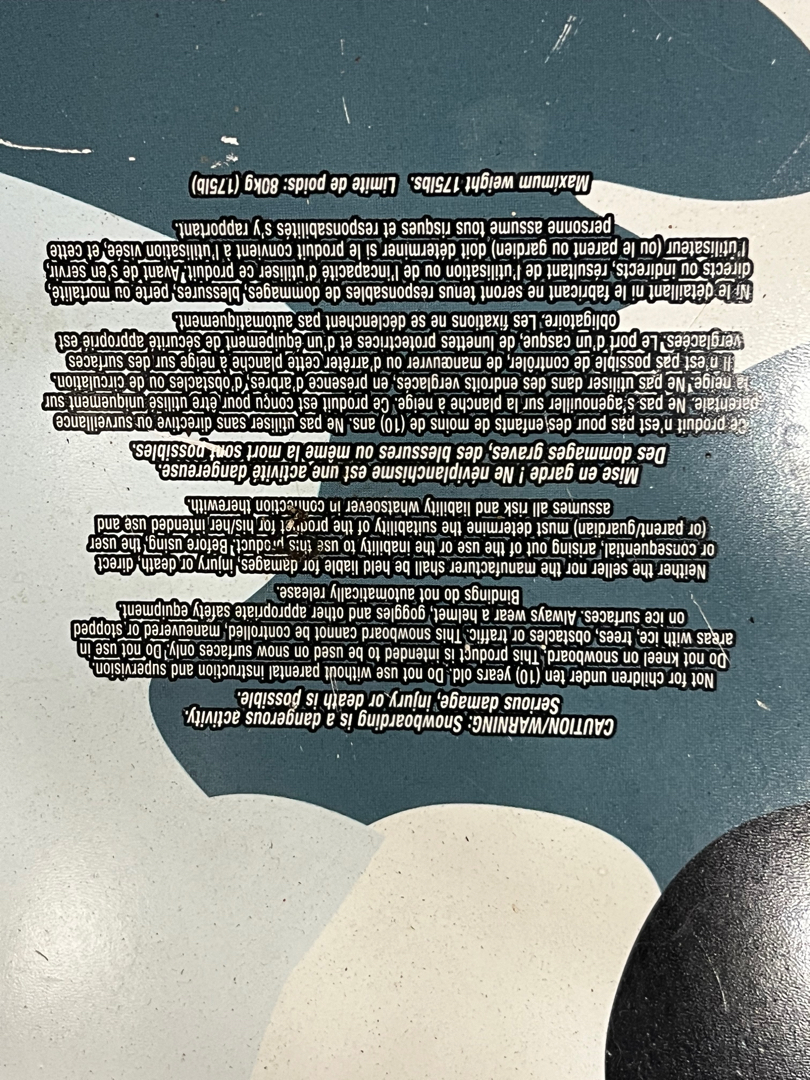 CAUTION/WARNING: Snowboarding is a dangerous activity.
Serious damage, injury or death is possible.
Not for children under ten (10) years old. Do not use without parental instruction and supervision.
Do not kneel on snowboard. This product is intended to be used on snow surfaces only. Do not use in
areas with ice, trees, obstacles or traffic. This snowboard cannot be controlled, maneuvered or stopped
on ice surfaces. Always wear a helmet, goggles and other appropriate safety equipment.
Bindings do not automatically release.
Neither the seller nor the manufacturer shall be held liable for damages, injury or death, direct
or consequential, arising out of the use or the inability to use this product. Before using, the user
(or parent/guardian) must determine the suitability of the product for his/her intended use and
assumes all risk and liability whatsoever in connection therewith.
Mise en garde ! Ne néviplanchisme est une activité dangereuse.
Des dommages graves, des blessures ou même la mort sont possibles.
Ce produit n'est pas pour des enfants de moins de (10) ans. Ne pas utiliser sans directive ou surveillance
parentale. Ne pas s'agenouiller sur la planche à neige. Ce produit est conçu pour être utilisé uniquement sur
la neige. Ne pas utiliser dans des endroits verglacés, en présence d'arbres, d'obstacles ou de circulation.
Il n'est pas possible de contrôler, de manœuvrer ou d'arrêter cette planche à neige sur des surfaces
verglacées. Le port d'un casque, de lunettes protectrices et d'un équipement de sécurité approprié est
obligatoire. Les fixations ne se déclenchent pas automatiquement.
Ni le détaillant ni le fabricant ne seront tenus responsables de dommages, blessures, perte ou mortalité,
directs ou indirects, résultant de l'utilisation ou de l'incapacité d'utiliser ce produit. Avant de s'en servir,
l'utilisateur (ou le parent ou gardien) doit déterminer si le produit convient à l'utilisation visée, et cette
personne assume tous risques et responsabilités s'y rapportant.
Maximum weight 175lbs. Limite de poids: 80kg (175lb)